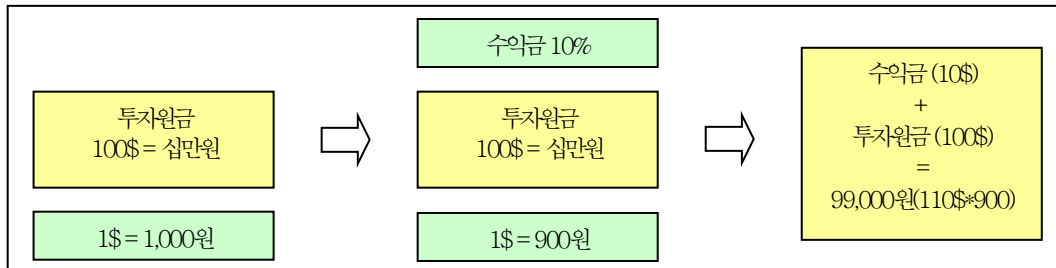 투자원금
100$ = 십만원
1$ = 1,000원
수익금 10%
투자원금
100$ = 십만원
1$ = 900원
수익금 (10$)
+
투자원금 (100$)
=
99,000원(110$*900)